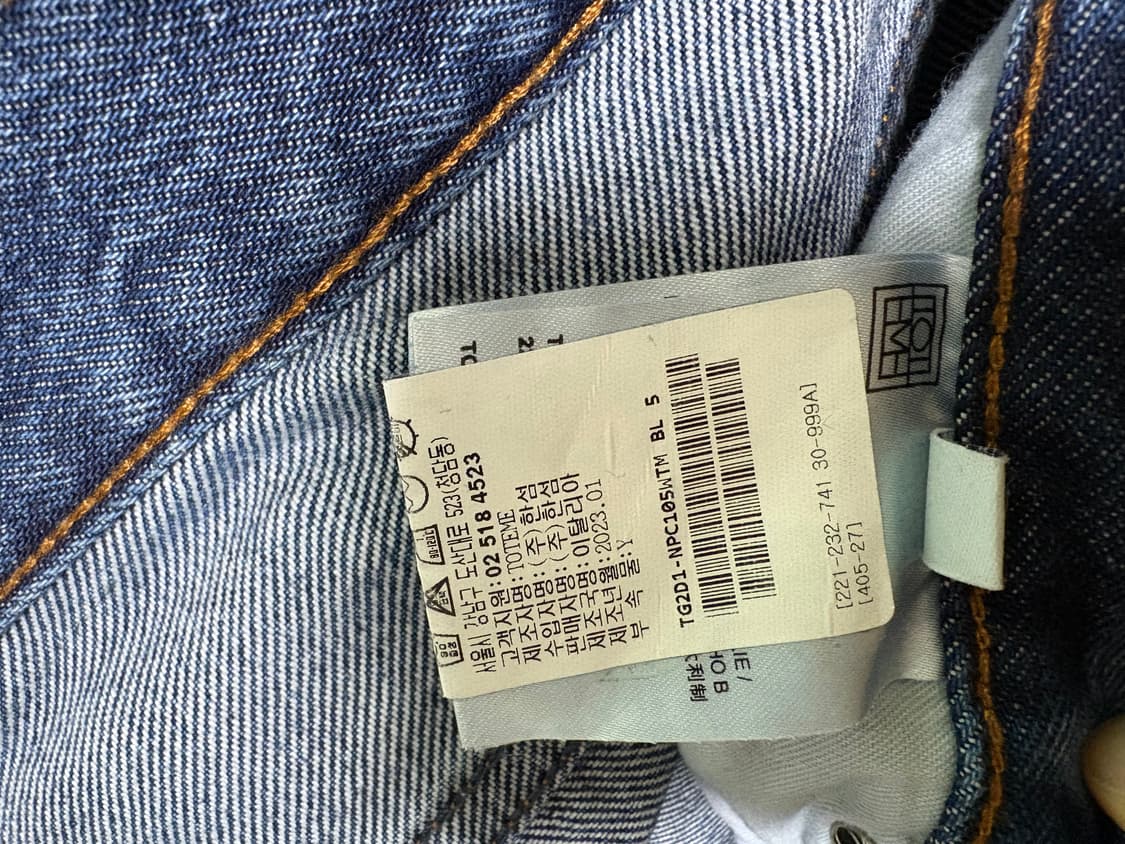 서울시 강남구 도산대로 523(청담동)
고객지원:02 518 4523
제조사명:TOTEME
수입자명:(주)한섬
판매자명:(주)한섬
제조국명:이탈리아
제조년월:2023.01
부 속 물:Y
TG2D1-NPC105WTM BL 5
[221-232-741 30-999A]
[405-27]
TOTEME